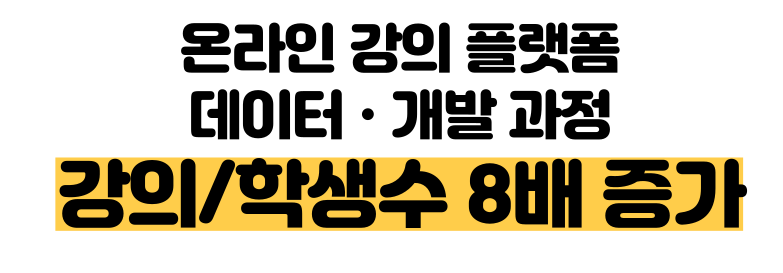 온라인 강의 플랫폼
데이터 · 개발 과정
강의/학생수 8배 증가